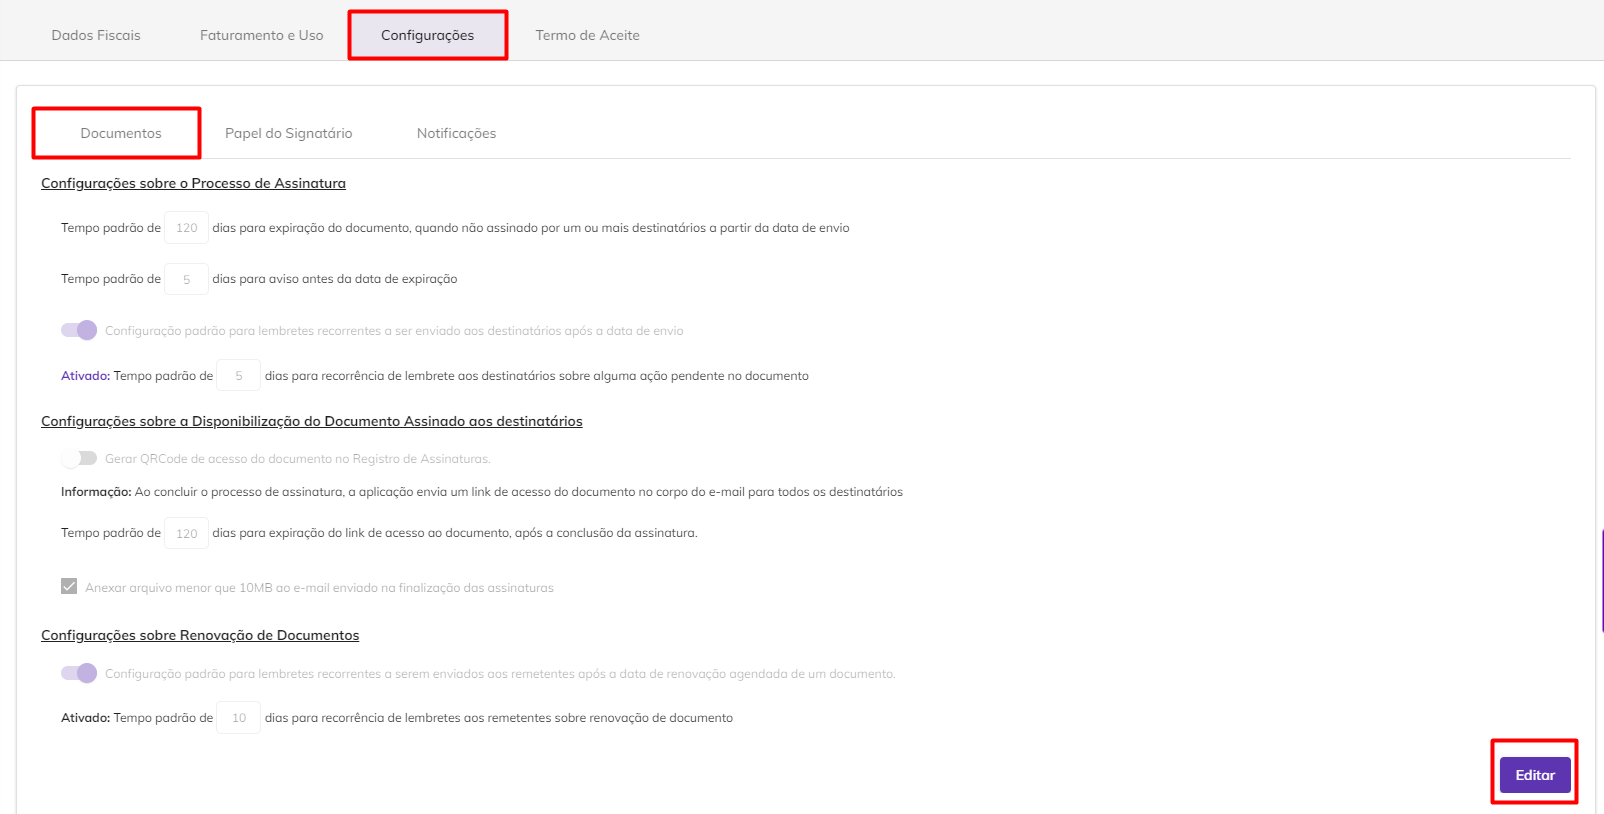 Dados Fiscais Faturamento e Uso Configurações Termo de Aceite
Documentos Papel do Signatário Notificações
Configurações sobre o Processo de Assinatura
Tempo padrão de 120 dias para expiração do documento, quando não assinado por um ou mais destinatários a partir da data de envio
Tempo padrão de 5 dias para aviso antes da data de expiração
Configuração padrão para lembretes recorrentes a ser enviado aos destinatários após a data de envio
Ativado: Tempo padrão de 5 dias para recorrência de lembrete aos destinatários sobre alguma ação pendente no documento
Configurações sobre a Disponibilização do Documento Assinado aos destinatários
Gerar QRCode de acesso do documento no Registro de Assinaturas.
Informação: Ao concluir o processo de assinatura, a aplicação envia um link de acesso do documento no corpo do e-mail para todos os destinatários
Tempo padrão de 120 dias para expiração do link de acesso ao documento, após a conclusão da assinatura.
Anexar arquivo menor que 10MB ao e-mail enviado na finalização das assinaturas
Configurações sobre Renovação de Documentos
Configuração padrão para lembretes recorrentes a serem enviados aos remetentes após a data de renovação agendada de um documento.
Ativado: Tempo padrão de 10 dias para recorrência de lembretes aos remetentes sobre renovação de documento
Editar